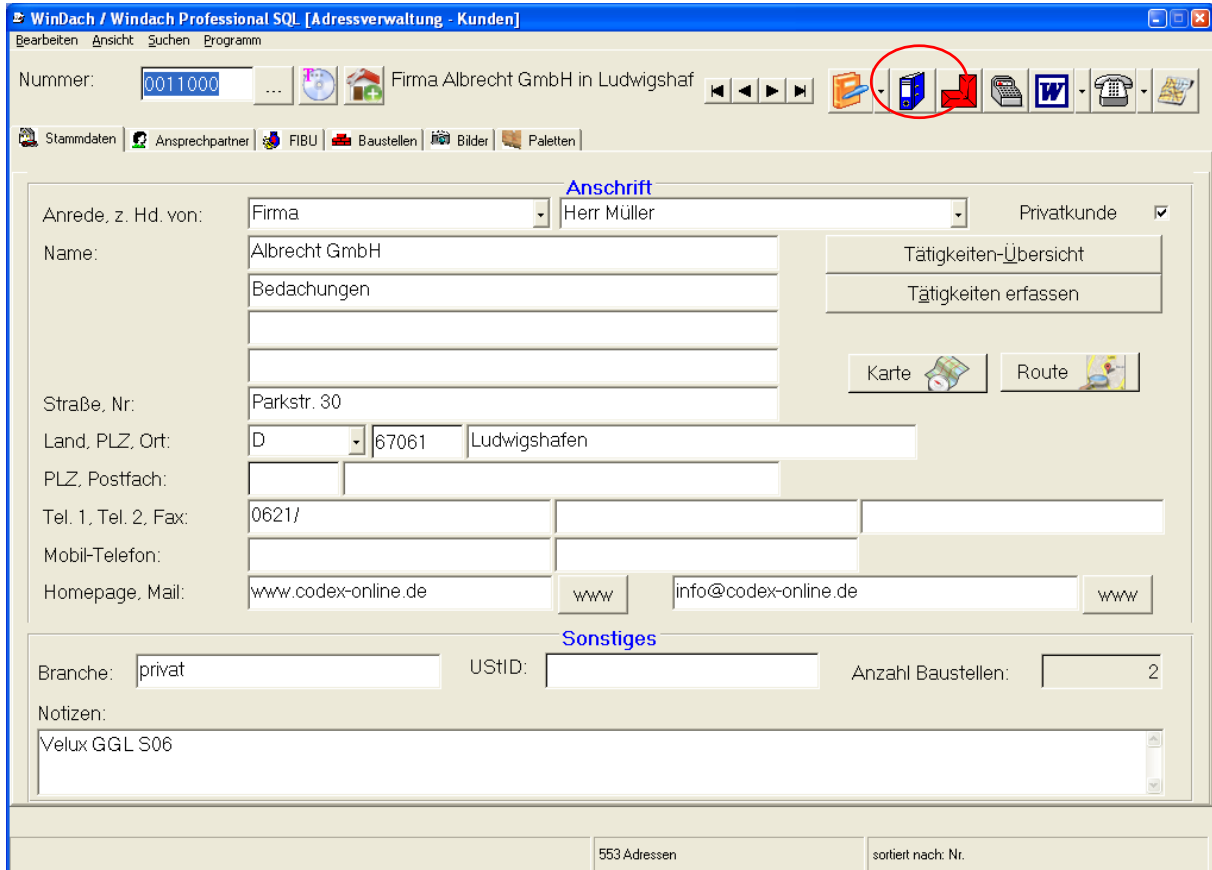 WinDach / Windach Professional SQL [Adressverwaltung - Kunden]
Bearbeiten Ansicht Suchen Programm
Nummer: 0011000 ... Firma Albrecht GmbH in Ludwigshaf W
Stammdaten Ansprechpartner FIBU Baustellen Bilder Paletten
Anschrift
Anrede, z. Hd. von: Firma Herr Müller Privatkunde
Name: Albrecht GmbH Tätigkeiten-Übersicht
Bedachungen Tätigkeiten erfassen
Karte Route
Straße, Nr: Parkstr. 30
Land, PLZ, Ort: D 67061 Ludwigshafen
PLZ, Postfach:
Tel. 1, Tel. 2, Fax: 0621/
Mobil-Telefon:
Homepage, Mail: www.codex-online.de www info@codex-online.de www
Sonstiges
Branche: privat UStID: Anzahl Baustellen: 2
Notizen:
Velux GGL S06
553 Adressen sortiert nach: Nr.